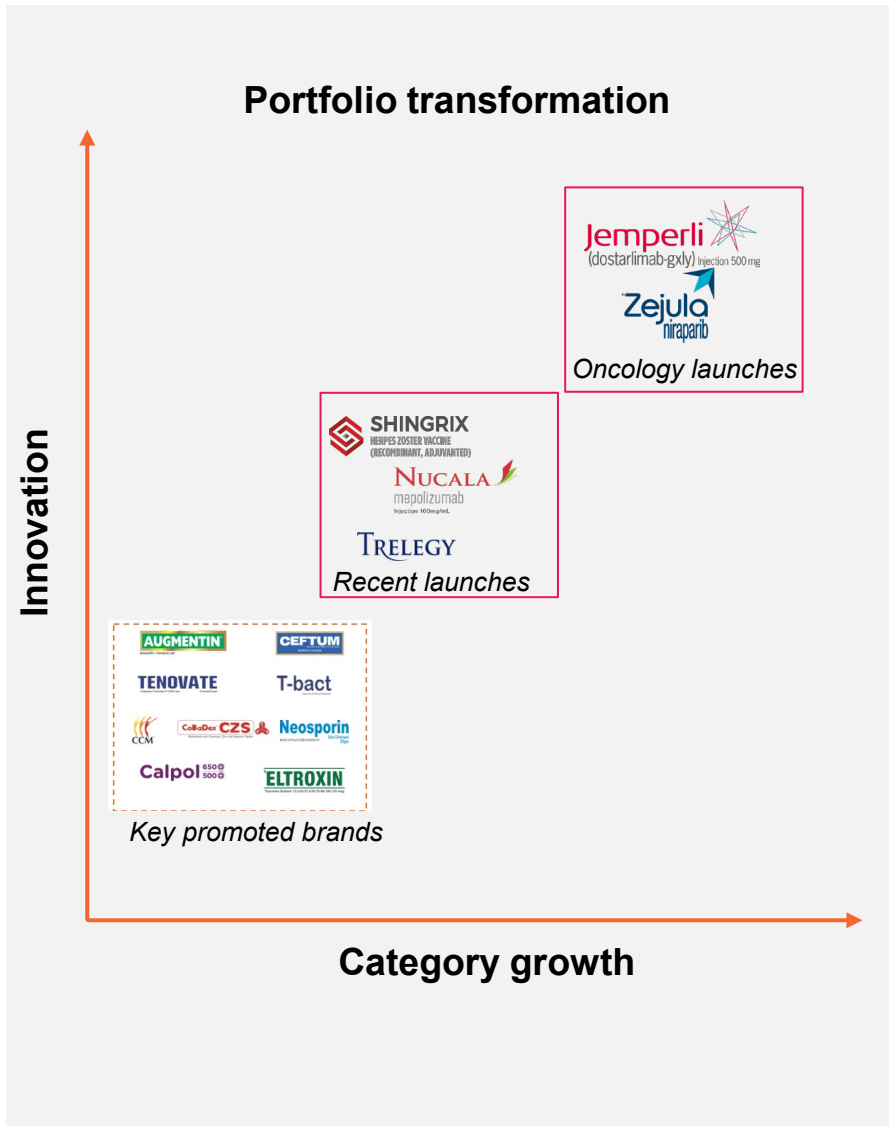 Portfolio transformation
Innovation
Jemperli
(dostarlimab-gxly) Injection 500 mg
Zejula
niraparib
Oncology launches
SHINGRIX
HERPES ZOSTER VACCINE
(RECOMBINANT, ADJUVANTED)
NUCALA
mepolizumab
Injection 100mg/mL
TRELEGY
Recent launches
AUGMENTIN
CEFTUM
TENOVATE
T-bact
CCM
CoBaDex CZS
Neosporin
Calpol 650 500
ELTROXIN
Key promoted brands
Category growth